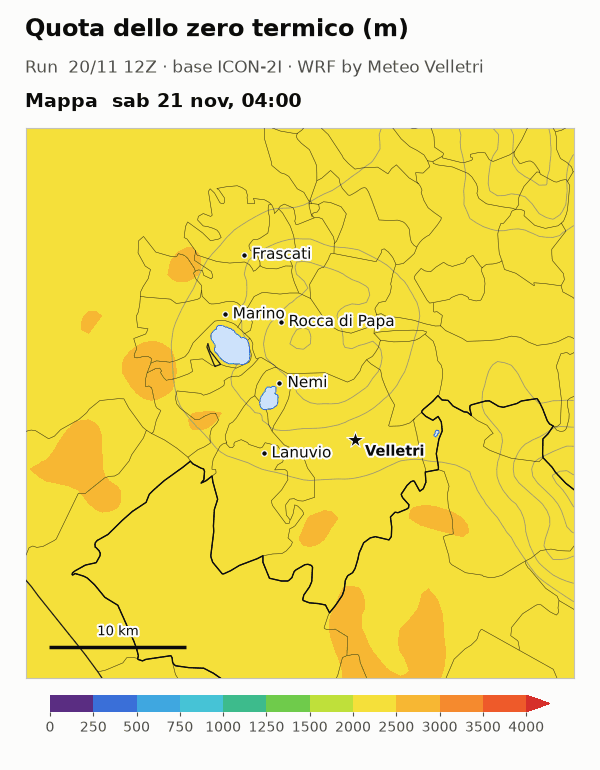 Quota dello zero termico (m)
Run 20/11 12Z · base ICON-2I · WRF by Meteo Velletri
Mappa sab 21 nov, 04:00
Frascati
Marino
Rocca di Papa
Nemi
Velletri
Lanuvio
10 km
0 250 500 750 1000 1250 1500 2000 2500 3000 3500 4000